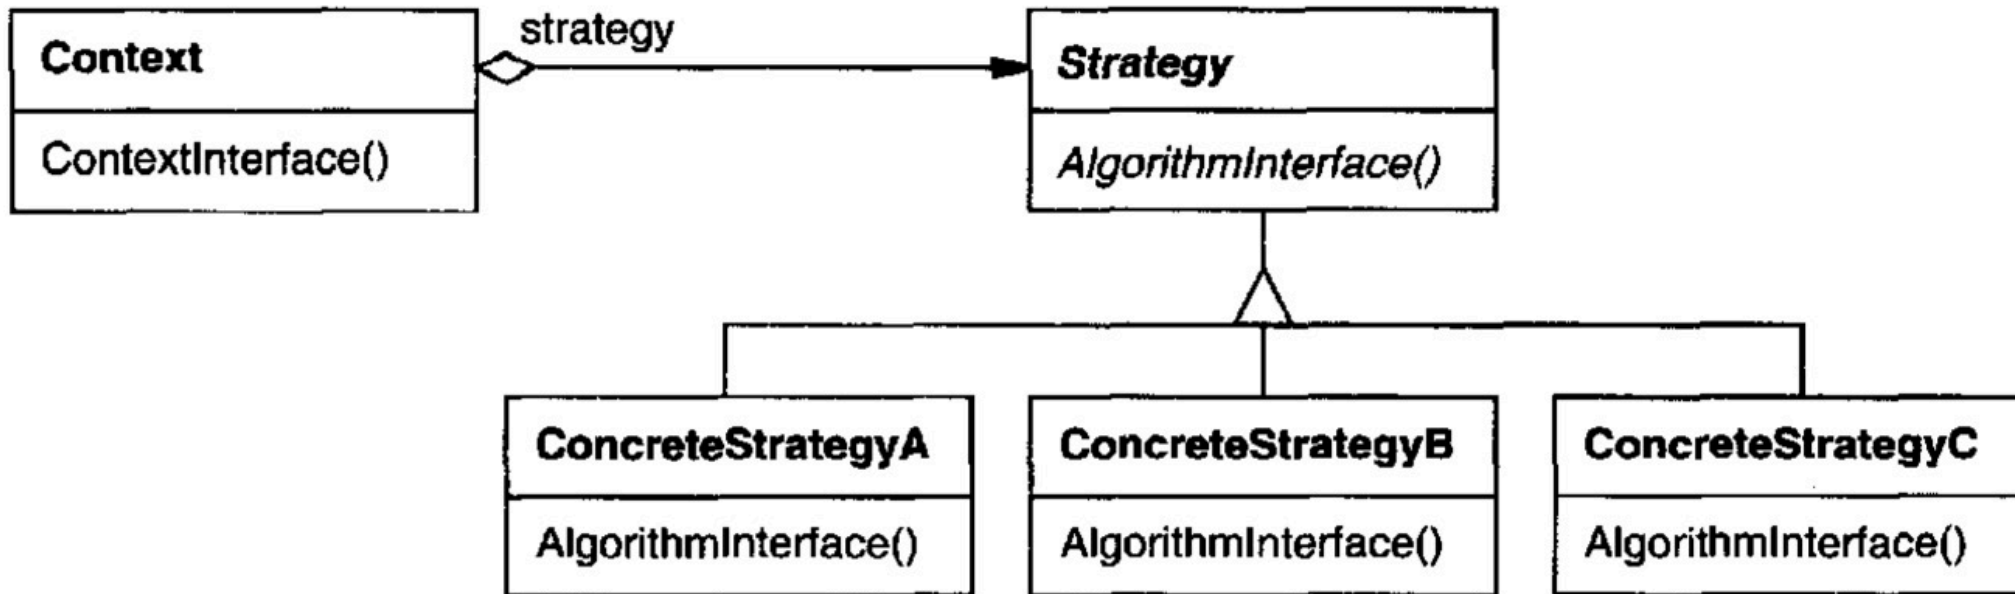 strategy
Context
Strategy
ContextInterface()
AlgorithmInterface()
ConcreteStrategyA
ConcreteStrategyB
ConcreteStrategyC
AlgorithmInterface()
AlgorithmInterface()
AlgorithmInterface()